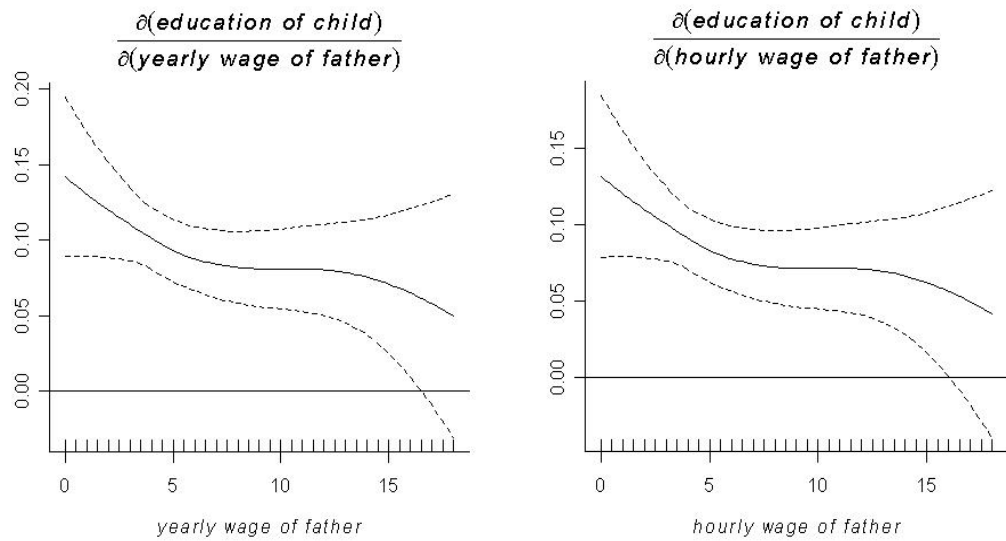 ∂(education of child)
∂(yearly wage of father)
0.20
0.15
0.10
0.05
0.00
0 5 10 15
yearly wage of father
∂(education of child)
∂(hourly wage of father)
0.15
0.10
0.05
0.00
0 5 10 15
hourly wage of father